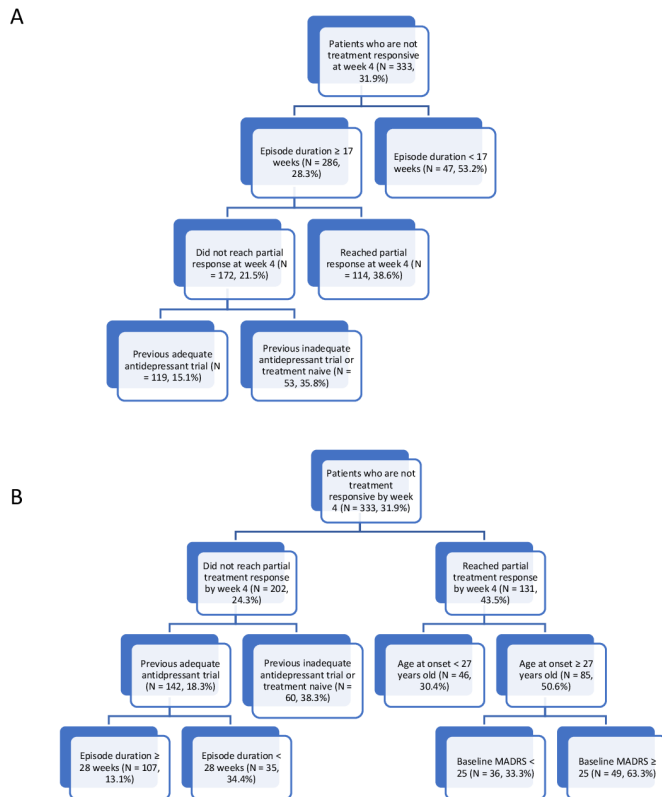 A
Patients who are not
treatment responsive
at week 4 (N = 333,
31.9%)
Episode duration ≥ 17
weeks (N = 286,
28.3%)
Episode duration < 17
weeks (N = 47, 53.2%)
Did not reach partial
response at week 4 (N
= 172, 21.5%)
Reached partial
response at week 4 (N
= 114, 38.6%)
Previous adequate
antidepressant trial (N
= 119, 15.1%)
Previous inadequate
antidepressant trial or
treatment naive (N =
53, 35.8%)
B
Patients who are not
treatment
responsive by week
4 (N = 333, 31.9%)
Did not reach partial
treatment response
by week 4 (N = 202,
24.3%)
Reached partial
treatment response
by week 4 (N = 131,
43.5%)
Previous adequate
antidpressant trial
(N = 142, 18.3%)
Previous inadequate
antidepressant trial or
treatment naive (N =
60, 38.3%)
Age at onset < 27
years old (N = 46,
30.4%)
Age at onset ≥ 27
years old (N = 85,
50.6%)
Episode duration ≥
28 weeks (N = 107,
13.1%)
Episode duration <
28 weeks (N = 35,
34.4%)
Baseline MADRS <
25 (N = 36, 33.3%)
Baseline MADRS ≥
25 (N = 49, 63.3%)